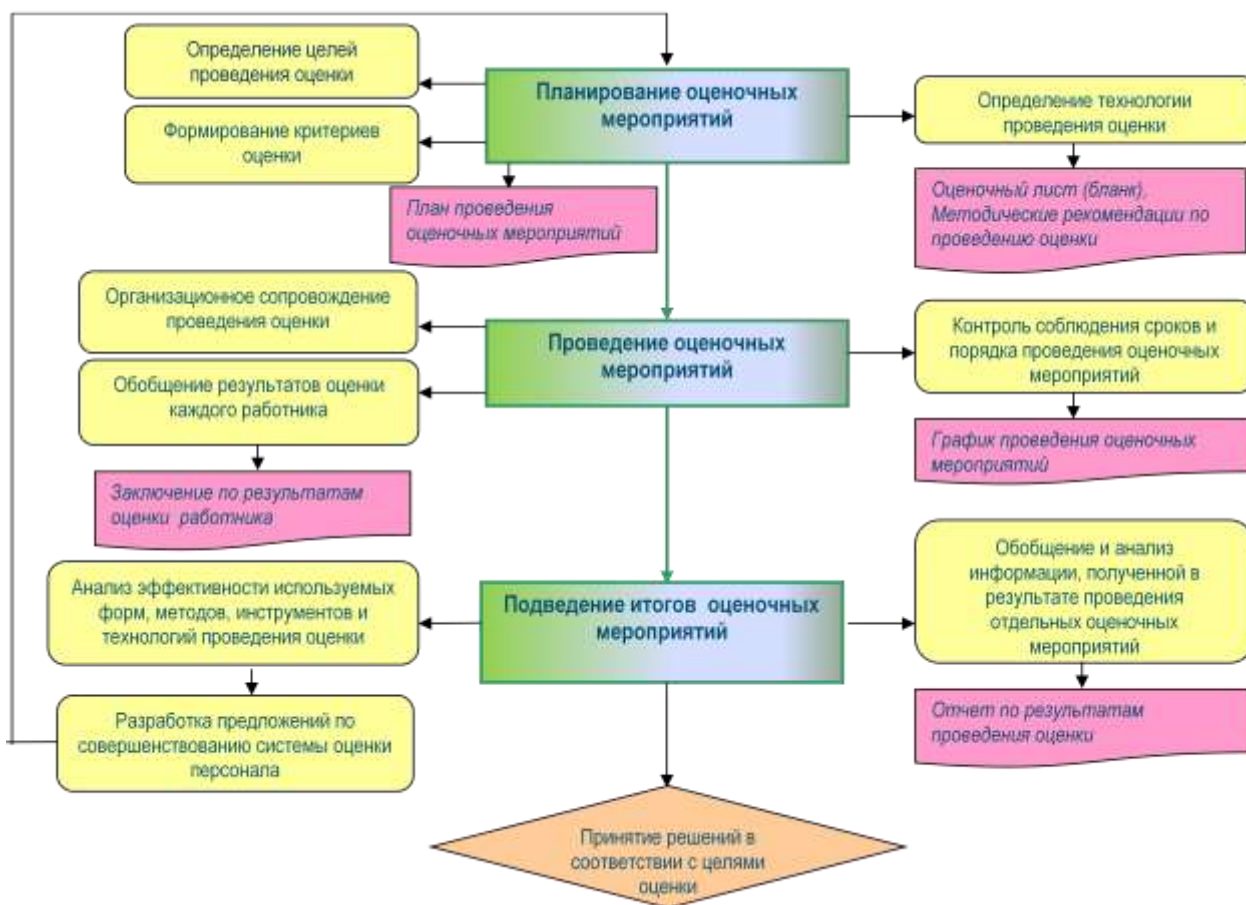 Определение целей
проведения оценки
Планирование оценочных
мероприятий
Определение технологии
проведения оценки
Формирование критериев
оценки
План проведения
оценочных мероприятий
Оценочный лист (бланк),
Методические рекомендации по
проведению оценки
Организационное сопровождение
проведения оценки
Проведение оценочных
мероприятий
Контроль соблюдения сроков и
порядка проведения оценочных
мероприятий
Обобщение результатов оценки
каждого работника
График проведения оценочных
мероприятий
Заключение по результатам
оценки работника
Анализ эффективности используемых
форм, методов, инструментов и
технологий проведения оценки
Подведение итогов оценочных
мероприятий
Обобщение и анализ
информации, полученной в
результате проведения
отдельных оценочных
мероприятий
Разработка предложений по
совершенствованию системы оценки
персонала
Отчет по результатам
проведения оценки
Принятие решений в
соответствии с целями
оценки